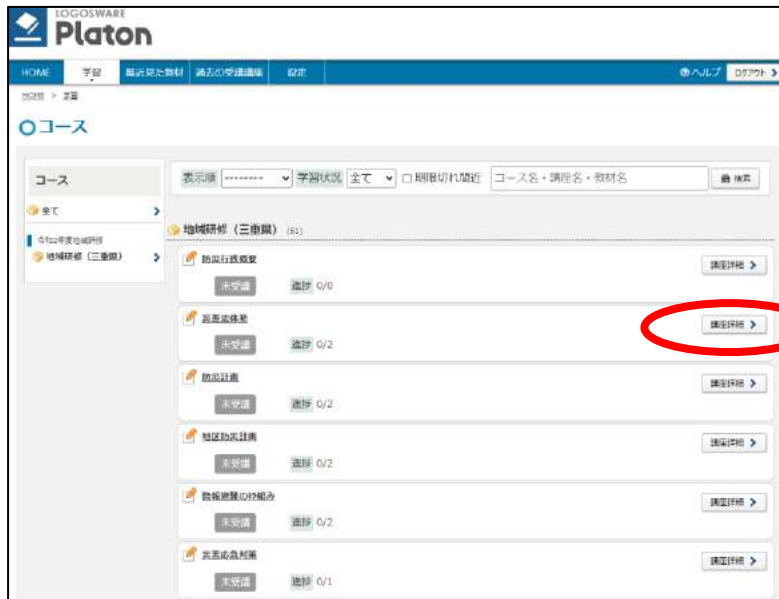 LOGOSWARE
Platon
HOME 学習 最近見た教材 過去の受講講座 設定 ヘルプ ログアウト
学習
コース
コース
全て
令和2年度地域研修
地域研修（三重県）
表示順 -------- 学習状況 全て 期限切れ間近 コース名・講座名・教材名 検索
地域研修（三重県） (51)
防災行政概要 講座詳細
未受講 進捗 0/0
災害法体系 講座詳細
未受講 進捗 0/2
防災計画 講座詳細
未受講 進捗 0/2
地区防災計画 講座詳細
未受講 進捗 0/2
警報避難の枠組み 講座詳細
未受講 進捗 0/2
災害応急対策 講座詳細
未受講 進捗 0/1